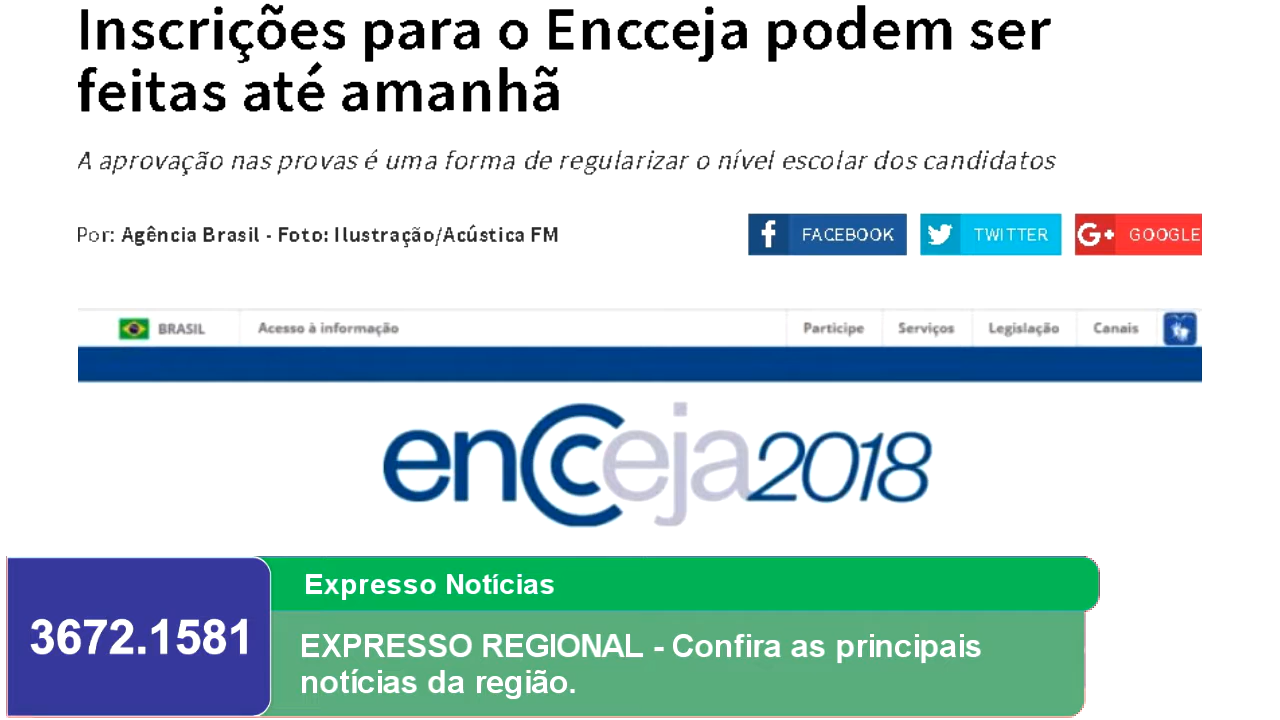 Inscrições para o Encceja podem ser
feitas até amanhã
A aprovação nas provas é uma forma de regularizar o nível escolar dos candidatos
Por: Agência Brasil - Foto: Ilustração/Acústica FM
FACEBOOK
TWITTER
GOOGLE
BRASIL
Acesso à informação
Participe
Serviços
Legislação
Canais
encceja2018
3672.1581
Expresso Notícias
EXPRESSO REGIONAL - Confira as principais
notícias da região.